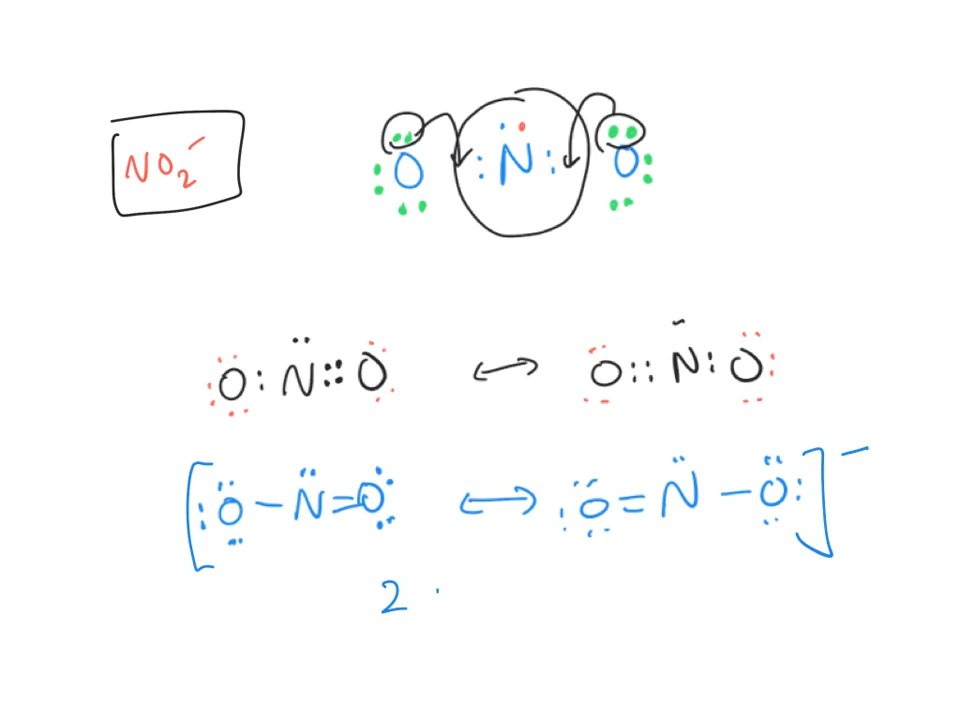 NO₂⁻
:Ö: :N̈: :Ö:
O : N̈ :: O ↔ O :: N̈ : O
[:Ö – N̈ = Ö: ↔ :Ö = N̈ – Ö:]⁻
2 .